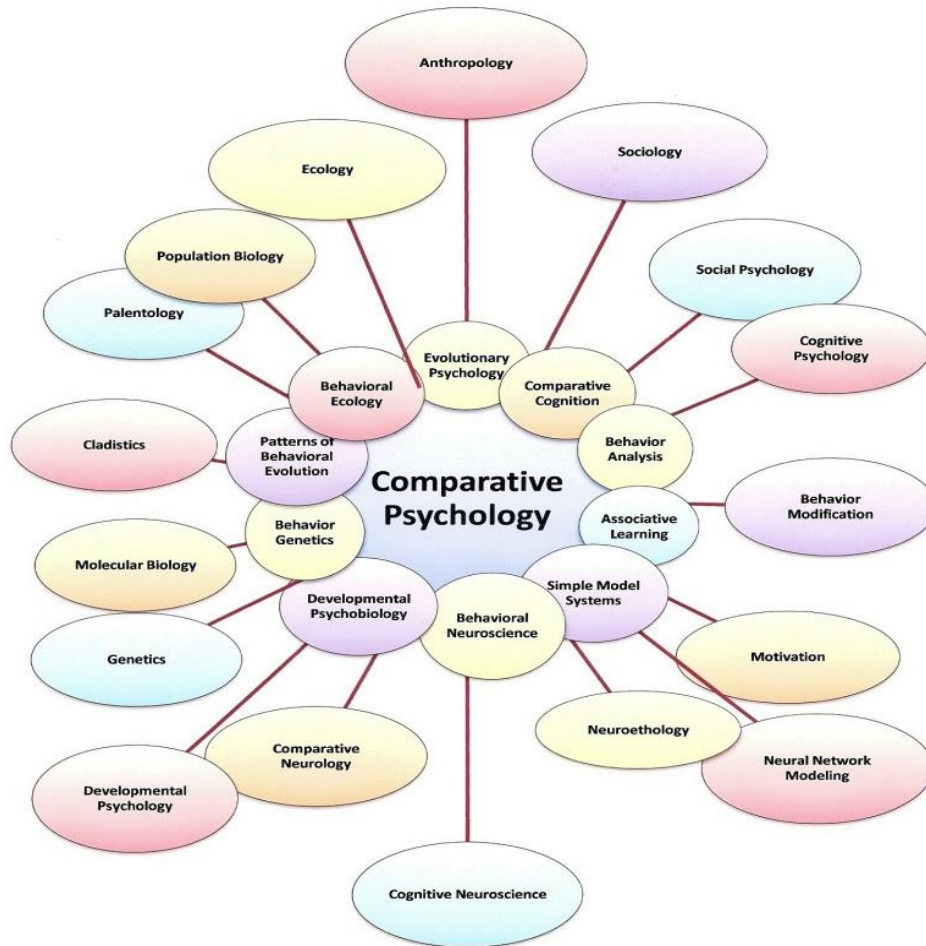 Anthropology
Sociology
Ecology
Population Biology
Social Psychology
Palentology
Cognitive
Psychology
Evolutionary
Psychology
Behavioral
Ecology
Comparative
Cognition
Cladistics
Patterns of
Behavioral
Evolution
Behavior
Analysis
Comparative
Psychology
Behavior
Modification
Associative
Learning
Behavior
Genetics
Molecular Biology
Developmental
Psychobiology
Behavioral
Neuroscience
Simple Model
Systems
Genetics
Motivation
Neuroethology
Comparative
Neurology
Neural Network
Modeling
Developmental
Psychology
Cognitive Neuroscience